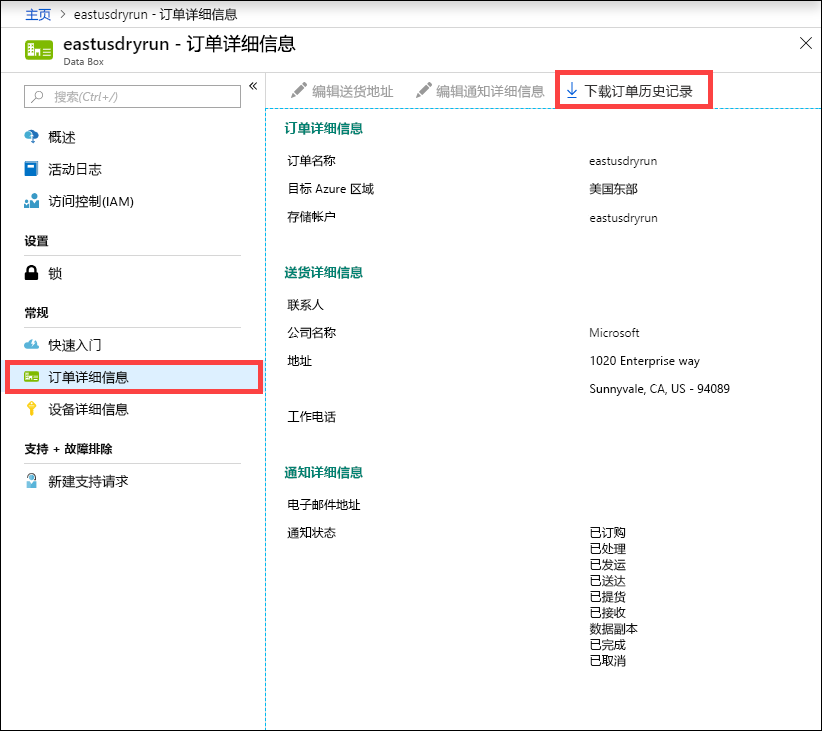 主页 > eastusdryrun - 订单详细信息
eastusdryrun - 订单详细信息
Data Box
搜索(Ctrl+/)
«
概述
活动日志
访问控制(IAM)
设置
锁
常规
快速入门
订单详细信息
设备详细信息
支持 + 故障排除
新建支持请求
编辑送货地址 编辑通知详细信息 下载订单历史记录
订单详细信息
订单名称 eastusdryrun
目标 Azure 区域 美国东部
存储帐户 eastusdryrun
送货详细信息
联系人
公司名称 Microsoft
地址 1020 Enterprise way
Sunnyvale, CA, US - 94089
工作电话
通知详细信息
电子邮件地址
通知状态 已订购
已处理
已发运
已送达
已提货
已接收
数据副本
已完成
已取消